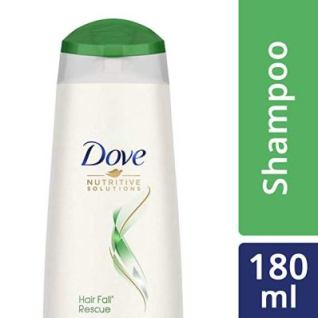 Dove
NUTRITIVE
SOLUTIONS
Hair Fall*
Rescue
Shampoo
180
ml